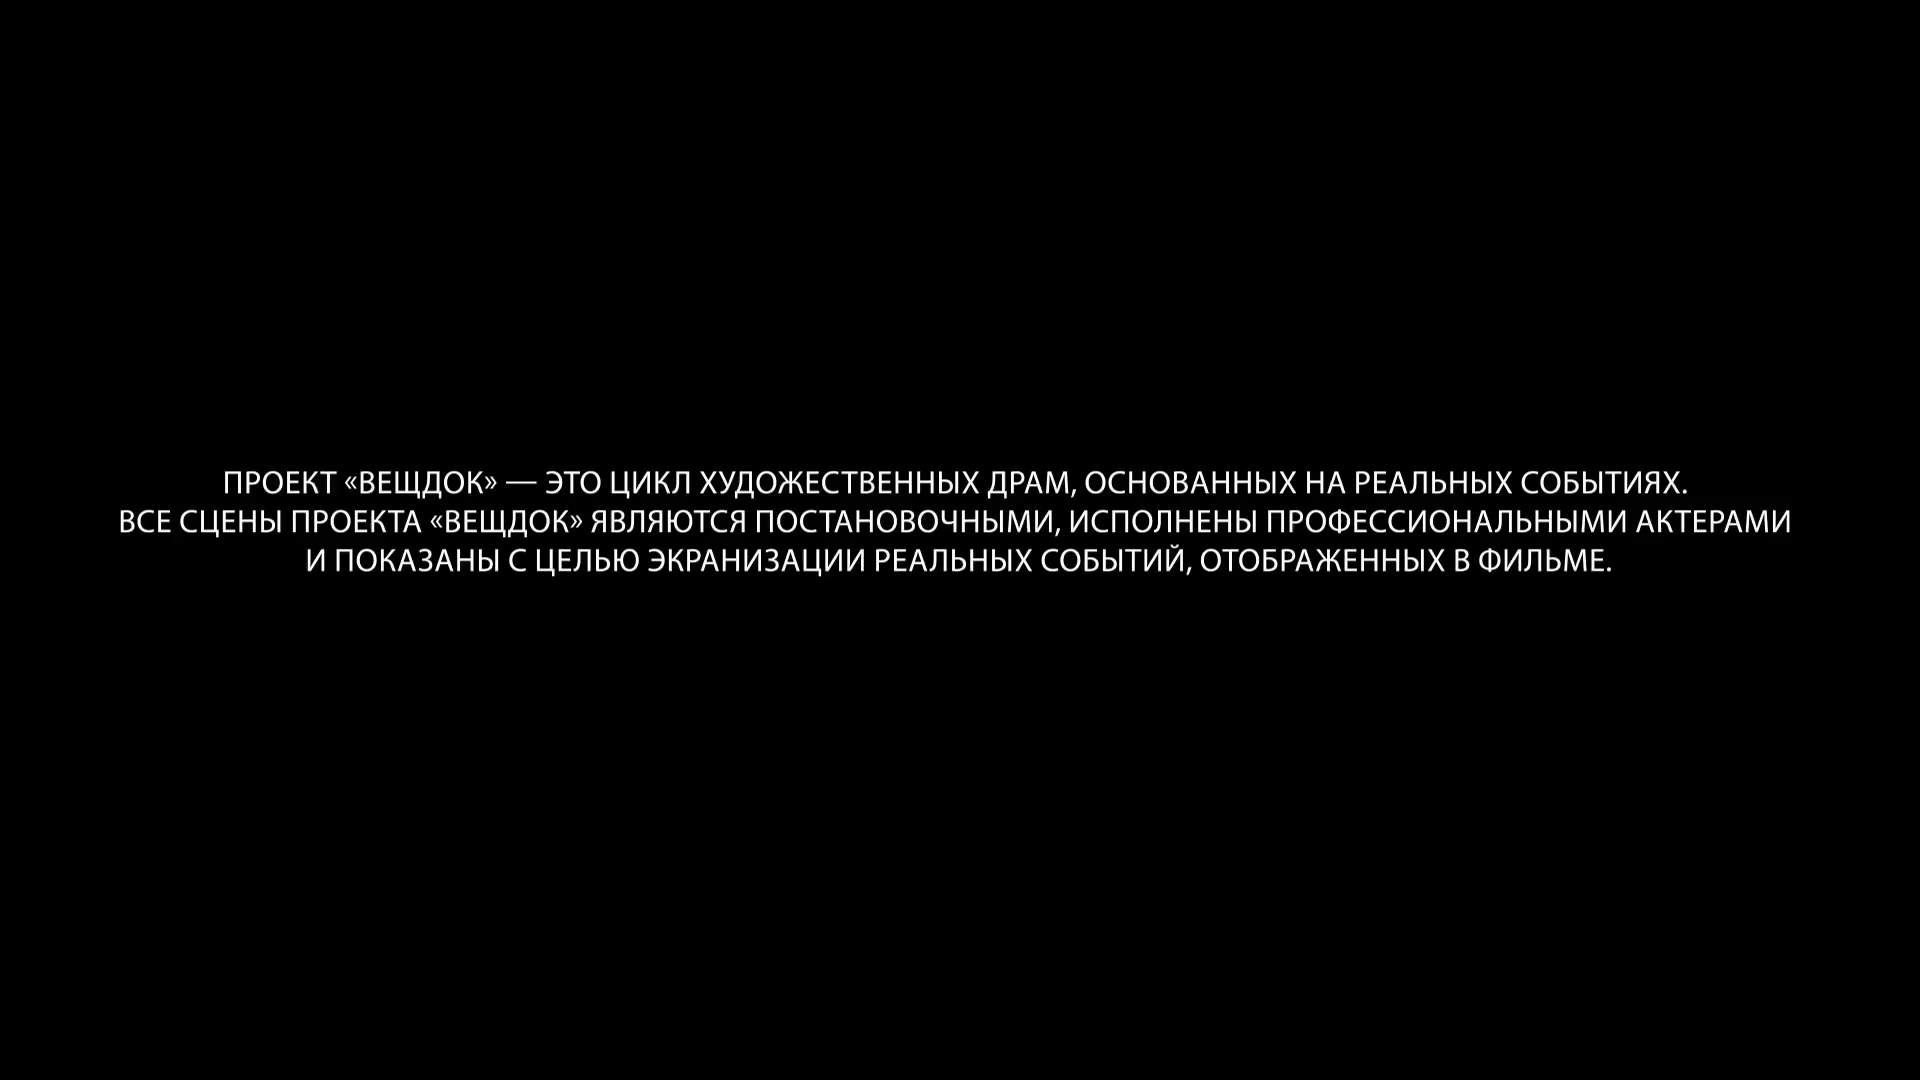 ПРОЕКТ «ВЕЩДОК» — ЭТО ЦИКЛ ХУДОЖЕСТВЕННЫХ ДРАМ, ОСНОВАННЫХ НА РЕАЛЬНЫХ СОБЫТИЯХ.
ВСЕ СЦЕНЫ ПРОЕКТА «ВЕЩДОК» ЯВЛЯЮТСЯ ПОСТАНОВОЧНЫМИ, ИСПОЛНЕНЫ ПРОФЕССИОНАЛЬНЫМИ АКТЕРАМИ
И ПОКАЗАНЫ С ЦЕЛЬЮ ЭКРАНИЗАЦИИ РЕАЛЬНЫХ СОБЫТИЙ, ОТОБРАЖЕННЫХ В ФИЛЬМЕ.